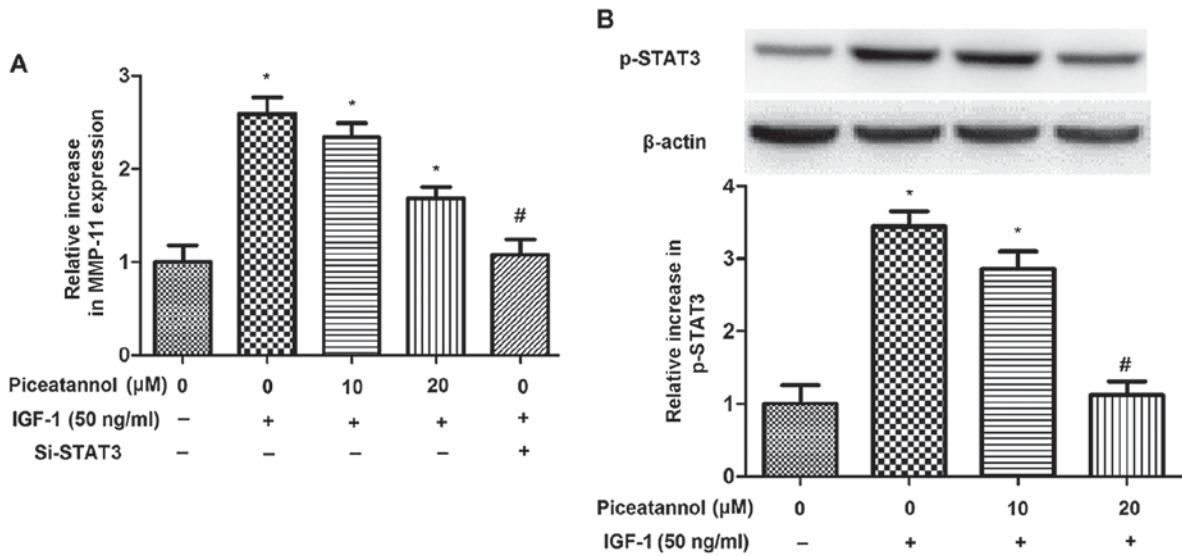 A
Relative increase
in MMP-11 expression
3
2
1
0
* * * #
Piceatannol (µM) 0 0 10 20 0
IGF-1 (50 ng/ml) – + + + +
Si-STAT3 – – – – +
B
p-STAT3
β-actin
Relative increase in
p-STAT3
4
3
2
1
0
* * #
Piceatannol (µM) 0 0 10 20
IGF-1 (50 ng/ml) – + + +